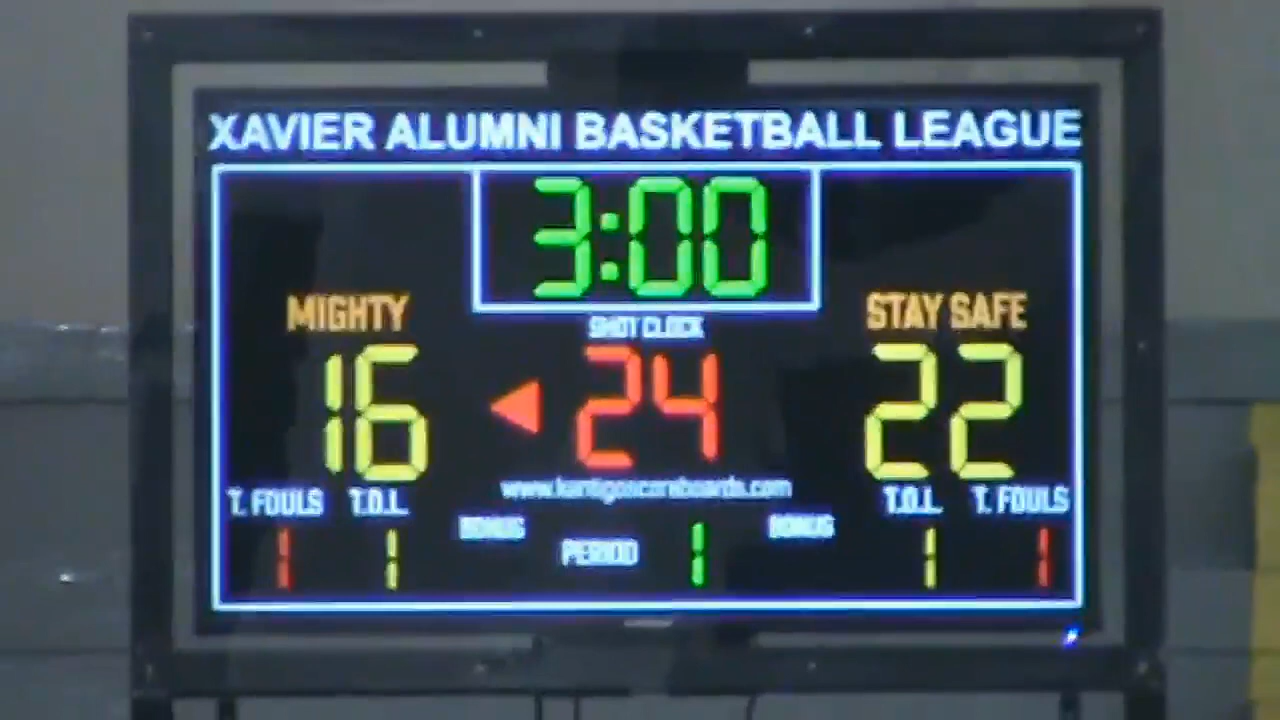 XAVIER ALUMNI BASKETBALL LEAGUE
3:00
MIGHTY
STAY SAFE
SHOT CLOCK
16
24
22
T. FOULS T.O.L.
T.O.L. T. FOULS
BONUS
BONUS
PERIOD 1
1 1
1 1